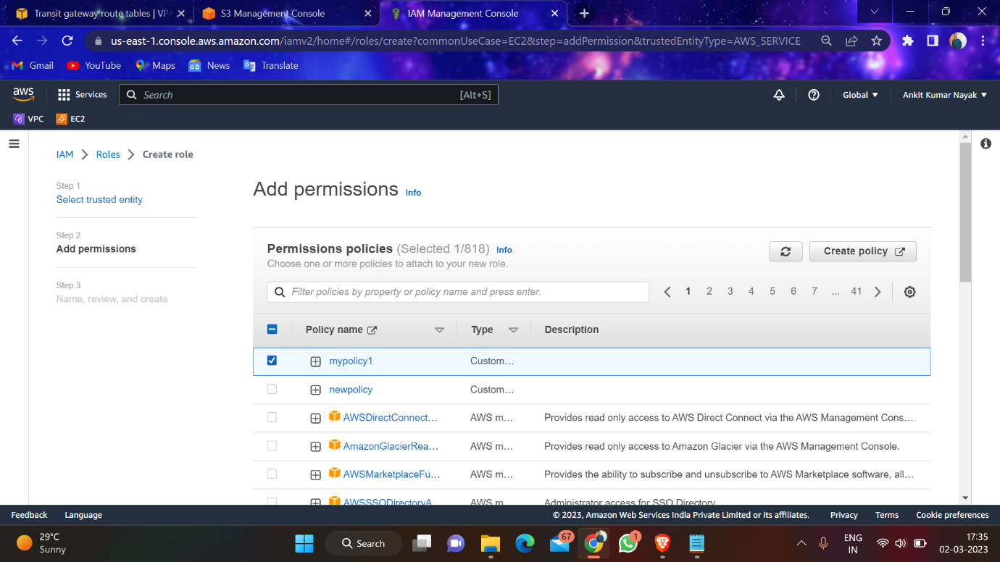 Transit gateway route tables | VP
S3 Management Console
IAM Management Console
us-east-1.console.aws.amazon.com/iamv2/home#/roles/create?commonUseCase=EC2&step=addPermission&trustedEntityType=AWS_SERVICE
Gmail YouTube Maps News Translate
aws Services Search [Alt+S] Global Ankit Kumar Nayak
VPC EC2
IAM Roles Create role
Step 1
Select trusted entity
Step 2
Add permissions
Step 3
Name, review, and create
Add permissions Info
Permissions policies (Selected 1/818) Info
Choose one or more policies to attach to your new role.
Create policy
Filter policies by property or policy name and press enter.
1 2 3 4 5 6 7 ... 41
Policy name Type Description
mypolicy1 Custom...
newpolicy Custom...
AWSDirectConnect... AWS m... Provides read only access to AWS Direct Connect via the AWS Management Cons...
AmazonGlacierRea... AWS m... Provides read only access to Amazon Glacier via the AWS Management Console.
AWSMarketplaceFu... AWS m... Provides the ability to subscribe and unsubscribe to AWS Marketplace software, all...
AWSSSODirectoryA AWS m Administrator access for SSO Directory
Feedback Language © 2023, Amazon Web Services India Private Limited or its affiliates. Privacy Terms Cookie preferences
29°C
Sunny
Search
67
1
ENG
IN
17:35
02-03-2023